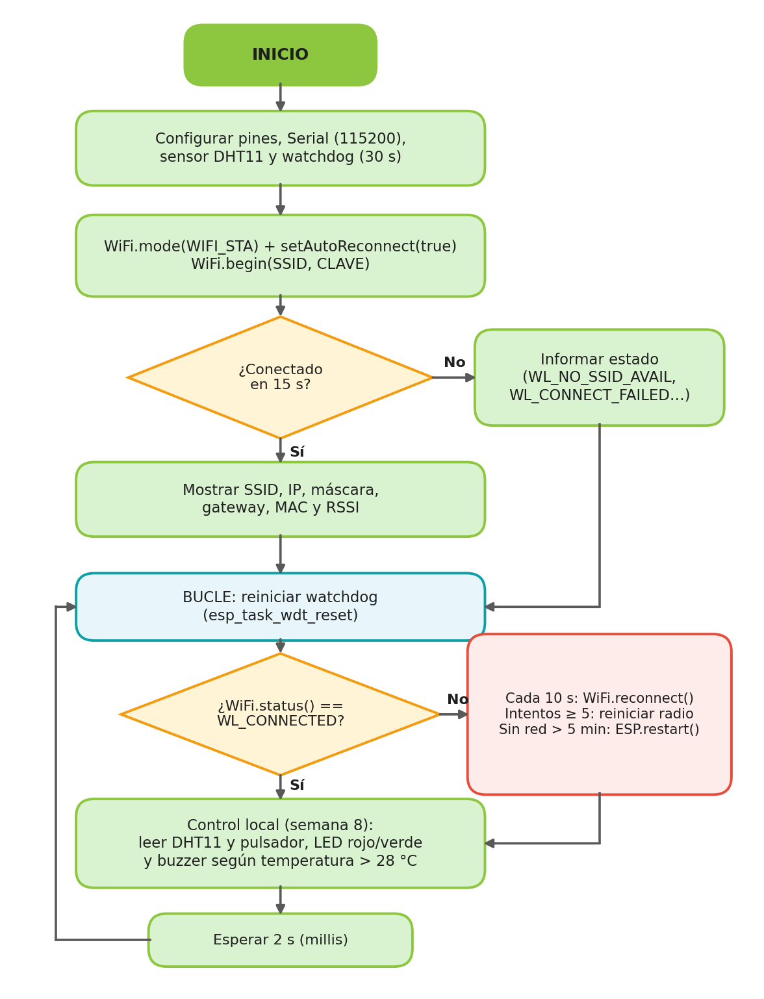 INICIO
Configurar pines, Serial (115200),
sensor DHT11 y watchdog (30 s)
WiFi.mode(WIFI_STA) + setAutoReconnect(true)
WiFi.begin(SSID, CLAVE)
¿Conectado
en 15 s?
No
Informar estado
(WL_NO_SSID_AVAIL,
WL_CONNECT_FAILED…)
Sí
Mostrar SSID, IP, máscara,
gateway, MAC y RSSI
BUCLE: reiniciar watchdog
(esp_task_wdt_reset)
¿WiFi.status() ==
WL_CONNECTED?
No
Cada 10 s: WiFi.reconnect()
Intentos ≥ 5: reiniciar radio
Sin red > 5 min: ESP.restart()
Sí
Control local (semana 8):
leer DHT11 y pulsador, LED rojo/verde
y buzzer según temperatura > 28 °C
Esperar 2 s (millis)